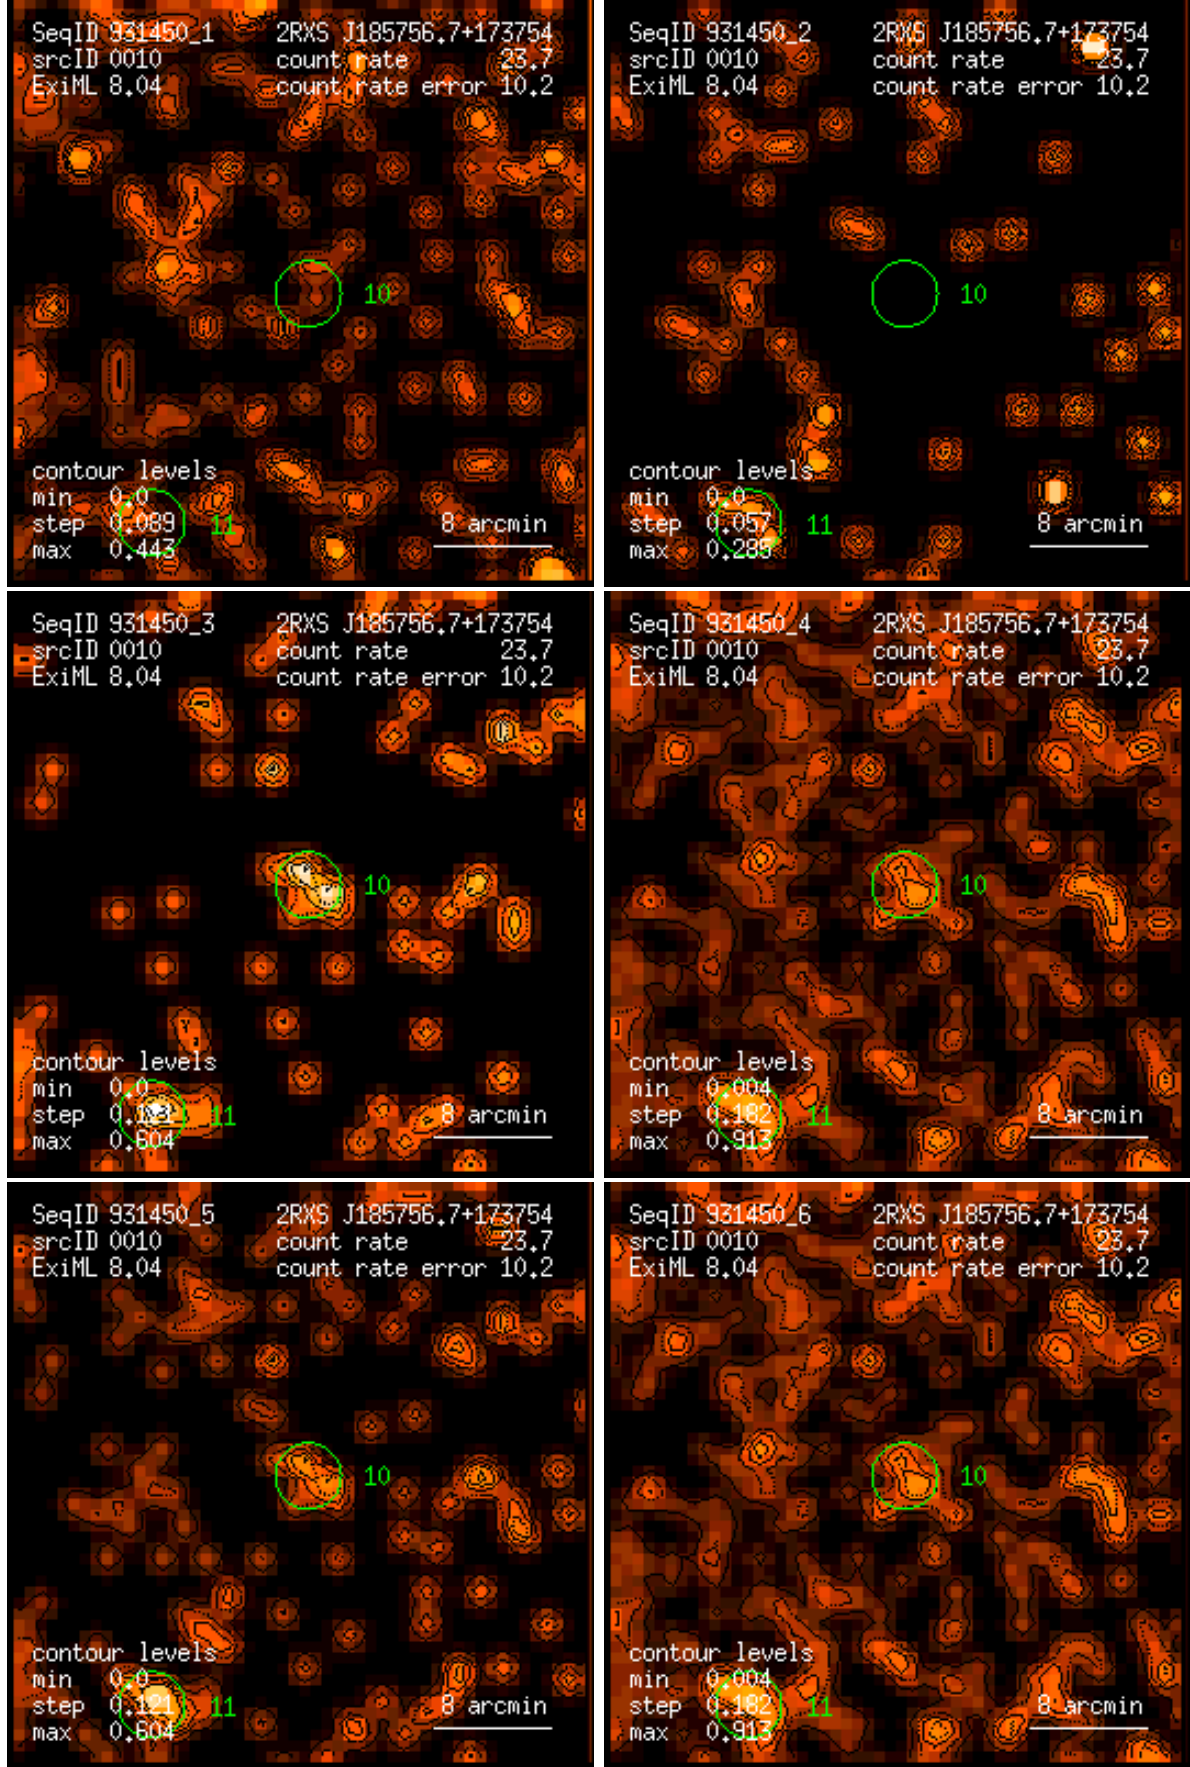 SeqID 931450_1 2RXS J185756.7+173754
srcID 0010 count rate 23.7
ExiML 8.04 count rate error 10.2
10
contour levels
min 0.0
step 0.089 11 8 arcmin
max 0.443
SeqID 931450_2 2RXS J185756.7+173754
srcID 0010 count rate 23.7
ExiML 8.04 count rate error 10.2
10
contour levels
min 0.0
step 0.057 11 8 arcmin
max 0.285
SeqID 931450_3 2RXS J185756.7+173754
srcID 0010 count rate 23.7
ExiML 8.04 count rate error 10.2
10
contour levels
min 0.0
step 11 8 arcmin
max 0.604
SeqID 931450_4 2RXS J185756.7+173754
srcID 0010 count rate 23.7
ExiML 8.04 count rate error 10.2
10
contour levels
min 0.004
step 0.182 11 8 arcmin
max 0.913
SeqID 931450_5 2RXS J185756.7+173754
srcID 0010 count rate 23.7
ExiML 8.04 count rate error 10.2
10
contour levels
min 0.0
step 0.121 11 8 arcmin
max 0.604
SeqID 931450_6 2RXS J185756.7+173754
srcID 0010 count rate 23.7
ExiML 8.04 count rate error 10.2
10
contour levels
min 0.004
step 0.182 11 8 arcmin
max 0.913